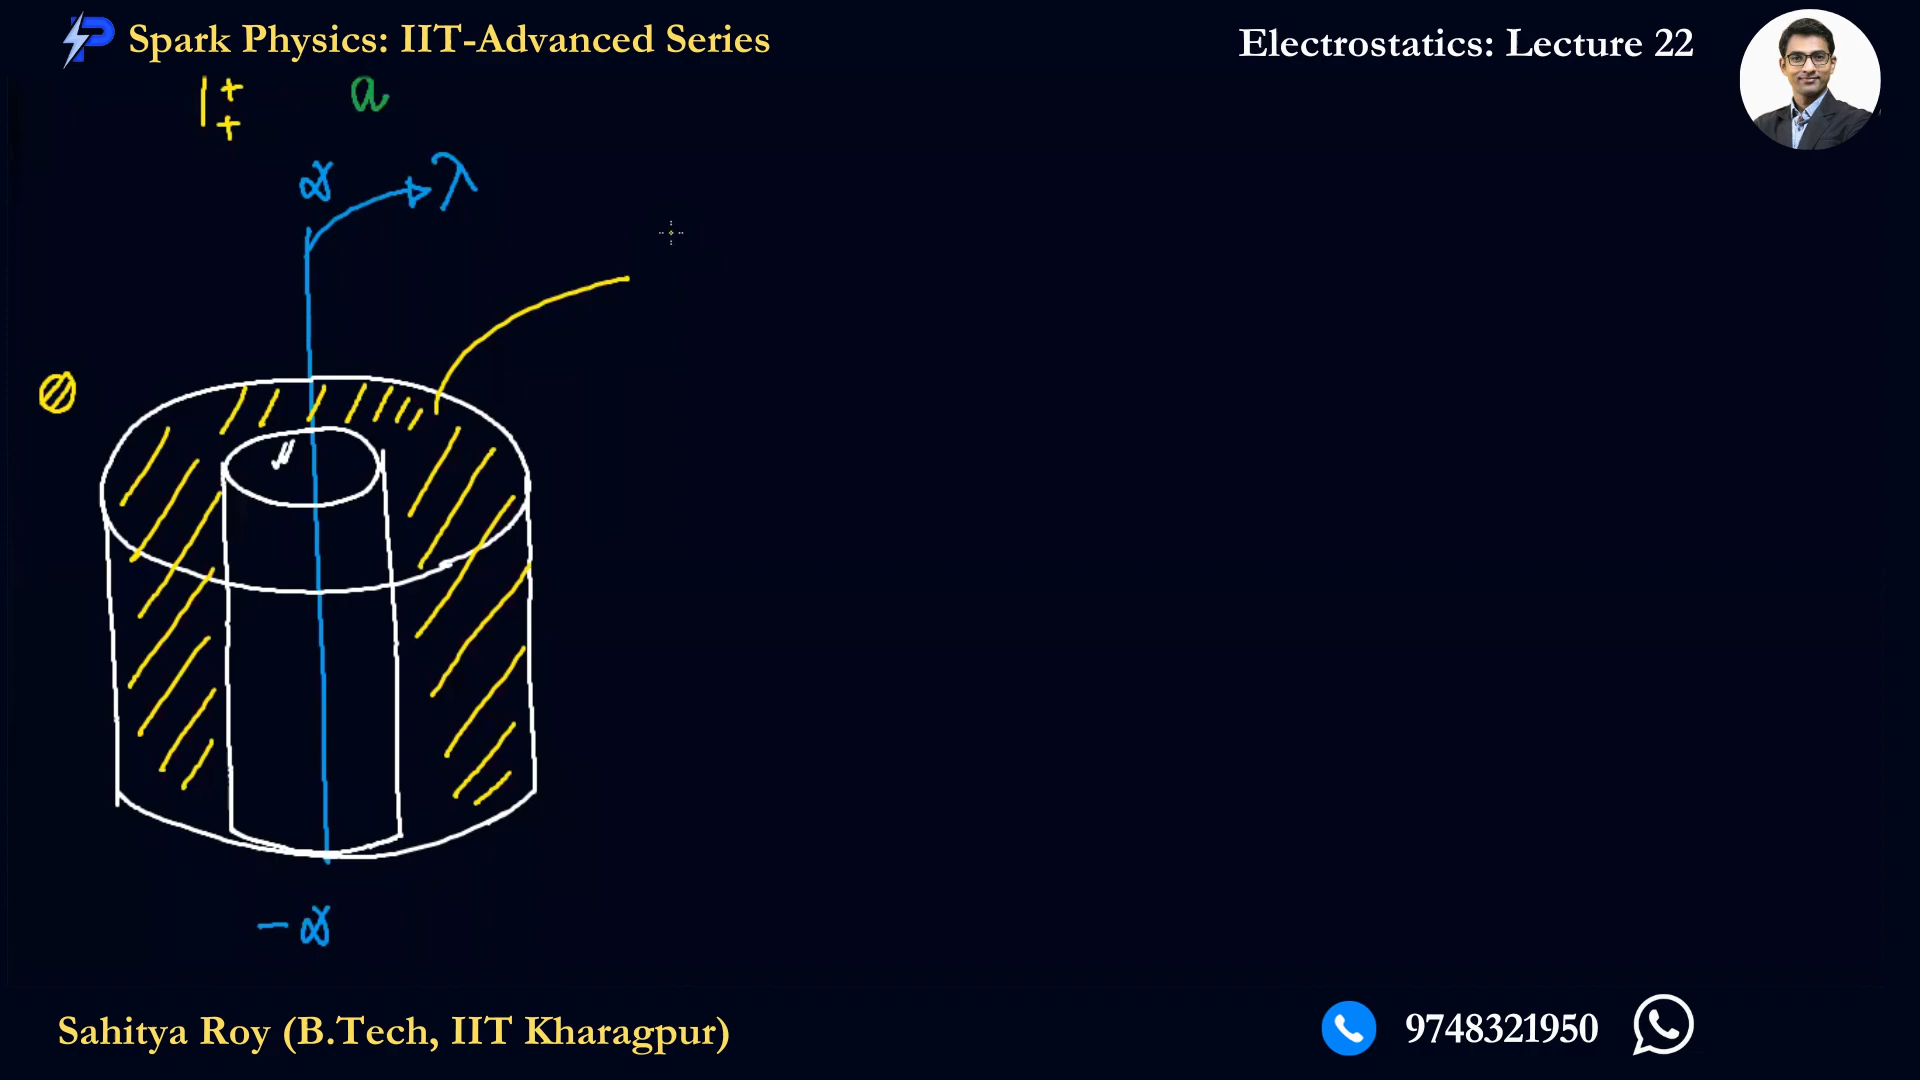 Spark Physics: IIT-Advanced Series
Electrostatics: Lecture 22
+
+
a
∝
λ
- ∝
Sahitya Roy (B.Tech, IIT Kharagpur)
9748321950